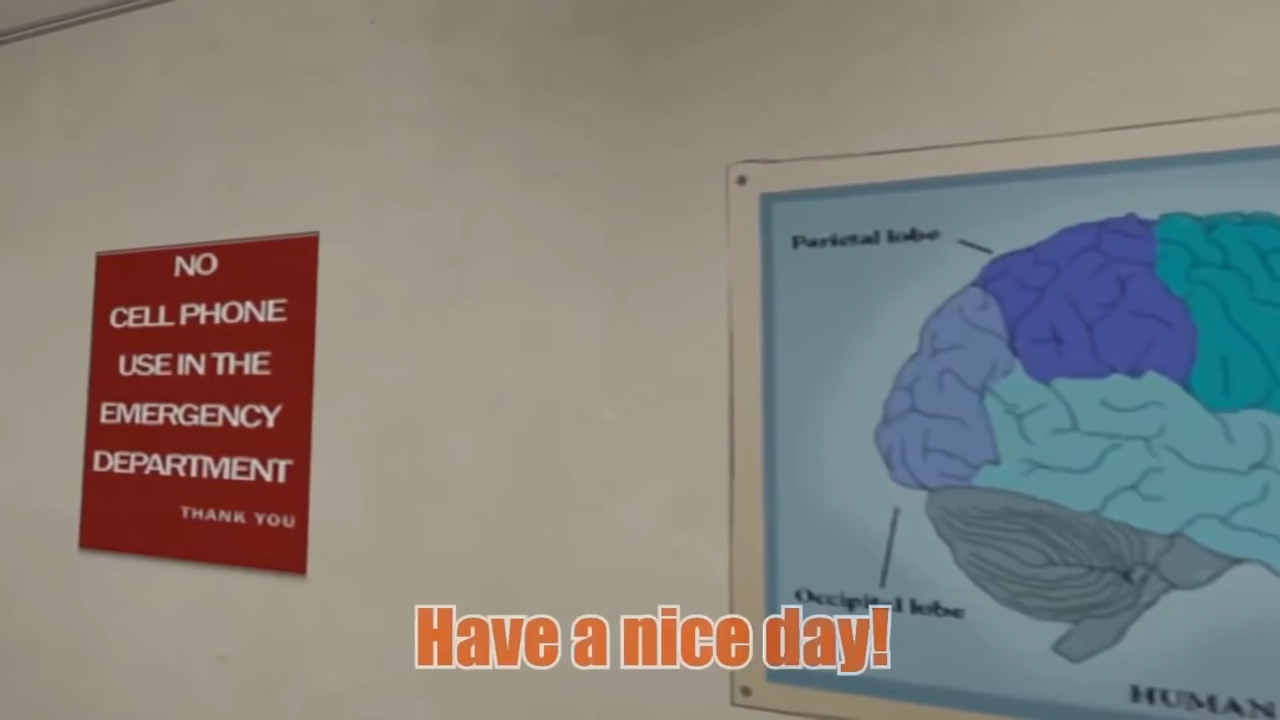 NO
CELL PHONE
USE IN THE
EMERGENCY
DEPARTMENT
THANK YOU
Parietal lobe
Occipital lobe
HUMAN
Have a nice day!